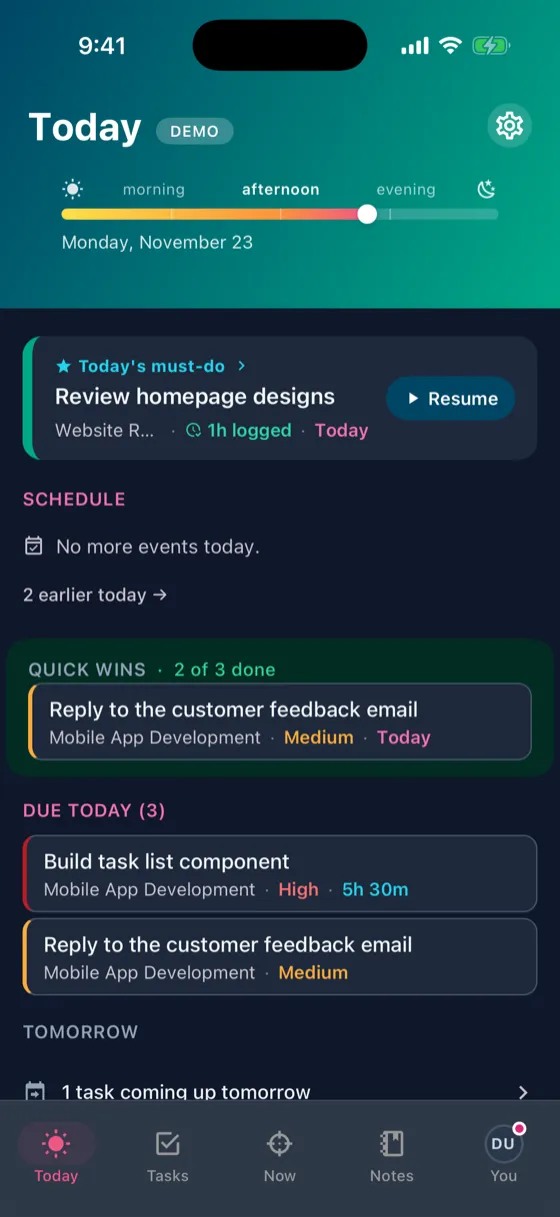 9:41
Today DEMO
morning afternoon evening
Monday, November 23
Today's must-do
Review homepage designs
Resume
Website R... · 1h logged · Today
SCHEDULE
No more events today.
2 earlier today →
QUICK WINS · 2 of 3 done
Reply to the customer feedback email
Mobile App Development · Medium · Today
DUE TODAY (3)
Build task list component
Mobile App Development · High · 5h 30m
Reply to the customer feedback email
Mobile App Development · Medium
TOMORROW
1 task coming up tomorrow
DU
Today Tasks Now Notes You